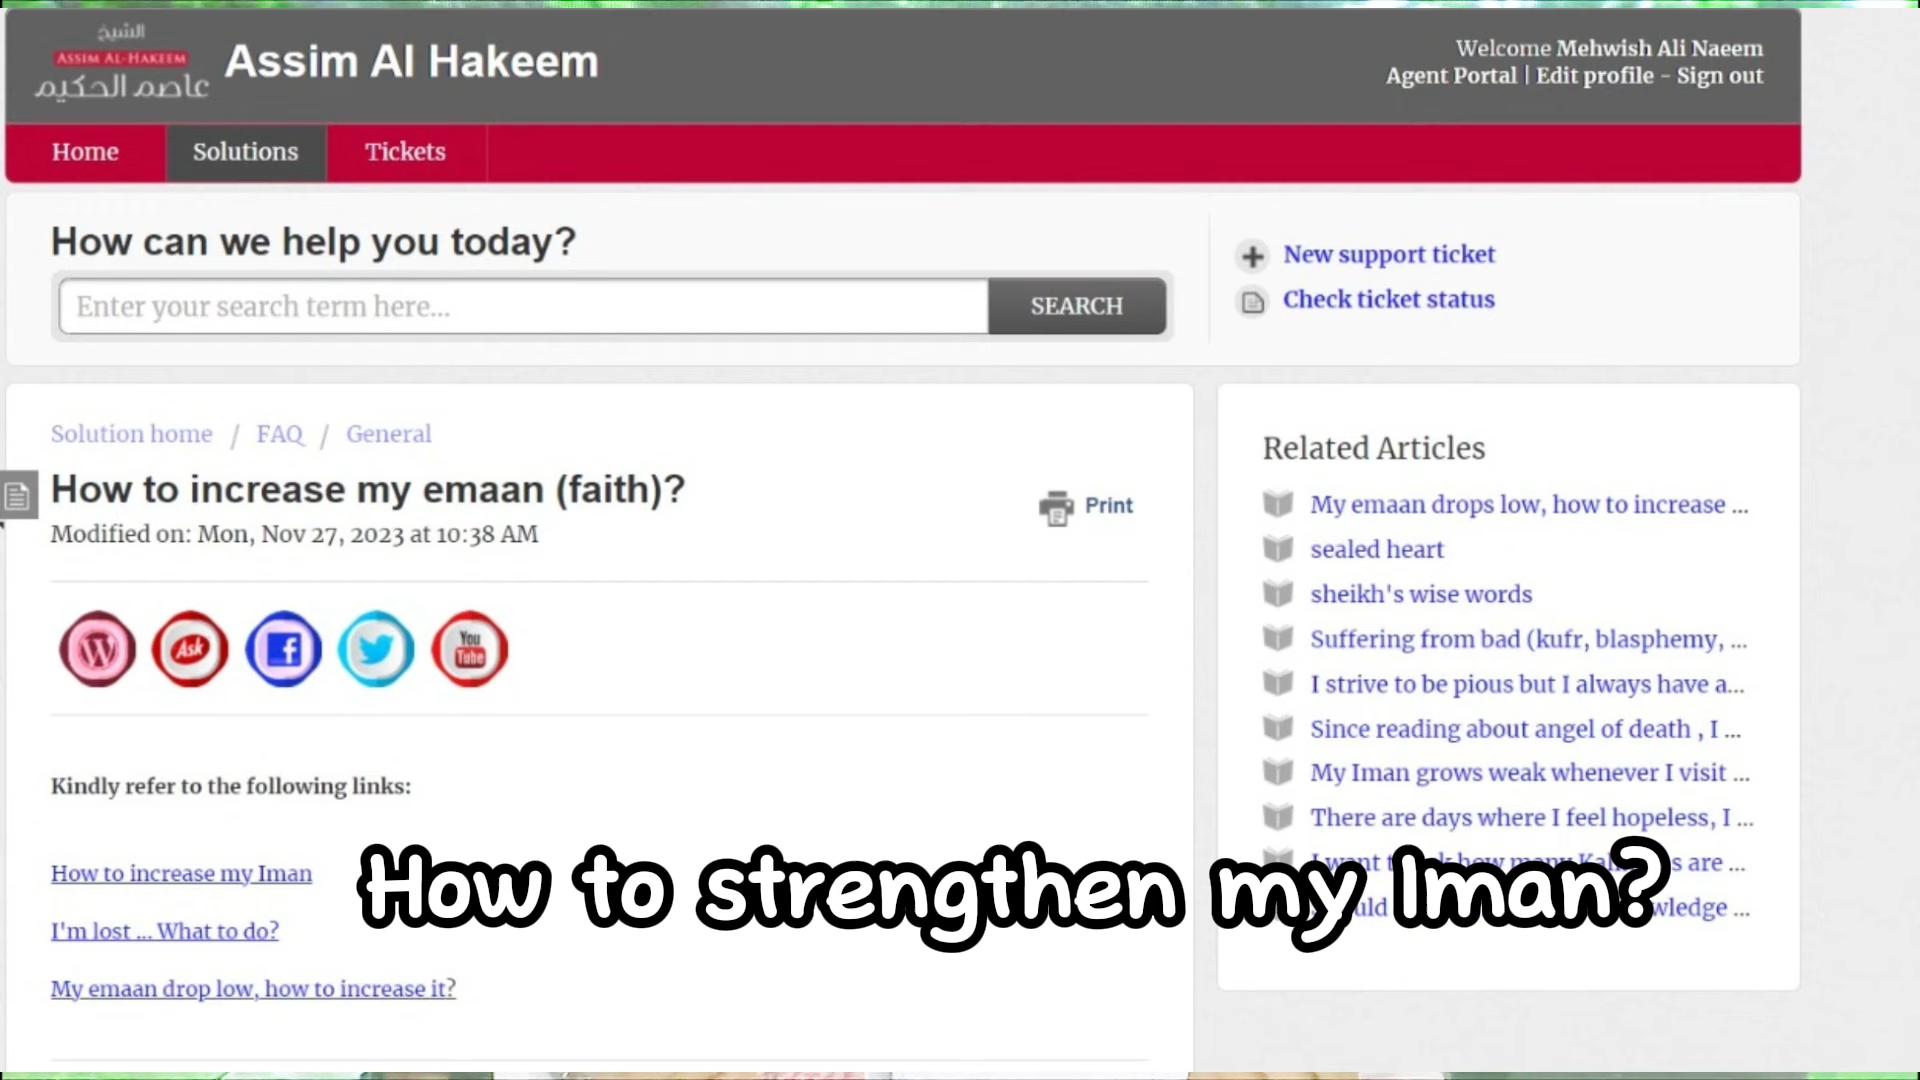 الشيخ
ASSIM AL-HAKEEM
عاصم الحكيم
Assim Al Hakeem
Welcome Mehwish Ali Naeem
Agent Portal | Edit profile - Sign out
Home
Solutions
Tickets
How can we help you today?
Enter your search term here...
SEARCH
New support ticket
Check ticket status
Solution home / FAQ / General
How to increase my emaan (faith)?
Modified on: Mon, Nov 27, 2023 at 10:38 AM
Print
Ask
You
Tube
Kindly refer to the following links:
How to increase my Iman
I'm lost ... What to do?
My emaan drop low, how to increase it?
Related Articles
My emaan drops low, how to increase ...
sealed heart
sheikh's wise words
Suffering from bad (kufr, blasphemy, ...
I strive to be pious but I always have a...
Since reading about angel of death , I ...
My Iman grows weak whenever I visit ...
There are days where I feel hopeless, I ...
I want how many are ...
...
How to strengthen my Iman?